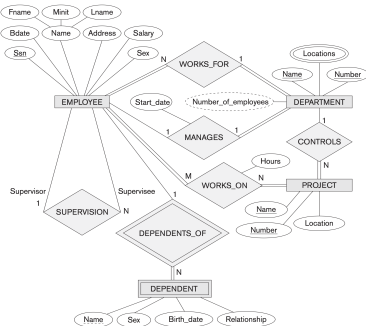 Fname Minit Lname
Bdate Name Address Salary
Ssn Sex
N WORKS_FOR 1
Locations
Name Number
EMPLOYEE
Start_date
Number_of_employees
DEPARTMENT
1 MANAGES 1
1
CONTROLS
N
Hours
M WORKS_ON N
PROJECT
Supervisor Supervisee
1 SUPERVISION N
1
Name
Number Location
DEPENDENTS_OF
N
DEPENDENT
Name Sex Birth_date Relationship